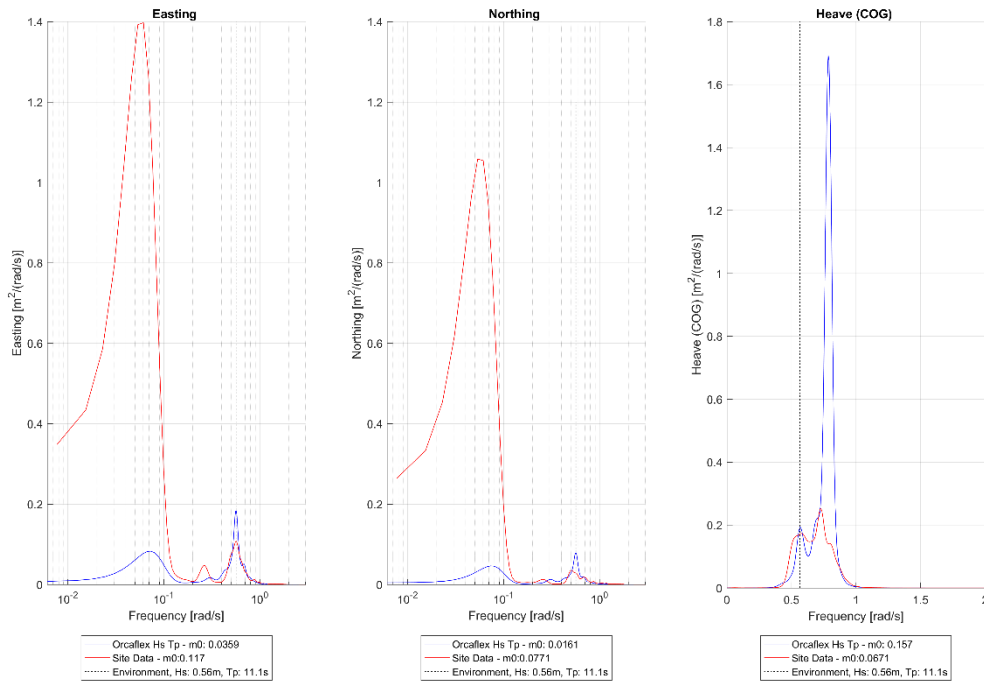 Easting
Northing
Heave (COG)
1.4
1.2
1
0.8
0.6
0.4
0.2
0
Easting [m²/(rad/s)]
10⁻²
10⁻¹
10⁰
Frequency [rad/s]
Orcaflex Hs Tp - m0: 0.0359
Site Data - m0:0.117
Environment, Hs: 0.56m, Tp: 11.1s
1.4
1.2
1
0.8
0.6
0.4
0.2
0
Northing [m²/(rad/s)]
10⁻²
10⁻¹
10⁰
Frequency [rad/s]
Orcaflex Hs Tp - m0: 0.0161
Site Data - m0:0.0771
Environment, Hs: 0.56m, Tp: 11.1s
1.8
1.6
1.4
1.2
1
0.8
0.6
0.4
0.2
0
Heave (COG) [m²/(rad/s)]
0
0.5
1
1.5
2
Frequency [rad/s]
Orcaflex Hs Tp - m0: 0.157
Site Data - m0:0.0671
Environment, Hs: 0.56m, Tp: 11.1s